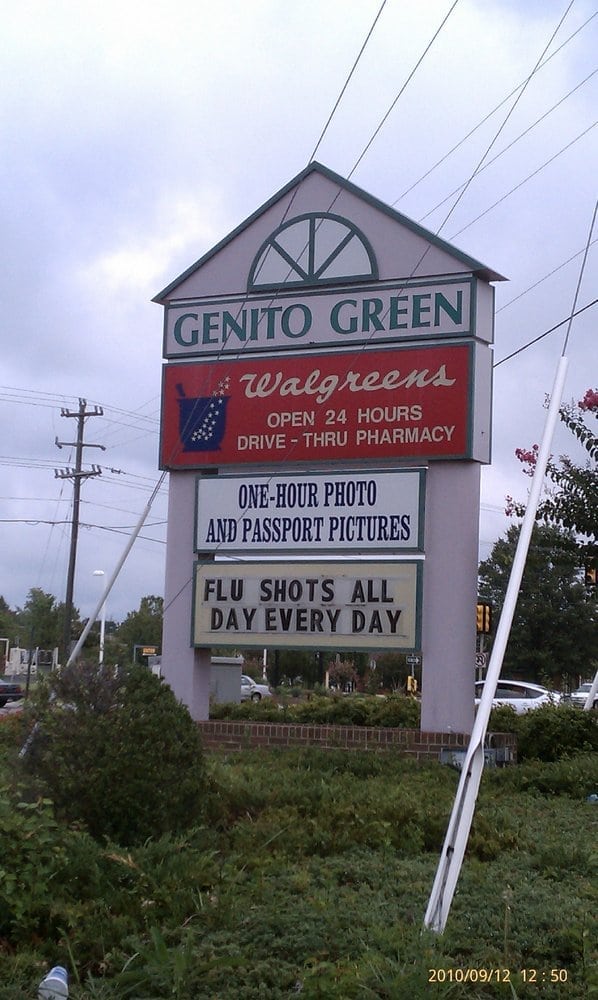 GENITO GREEN
Walgreens
OPEN 24 HOURS
DRIVE-THRU PHARMACY
ONE-HOUR PHOTO
AND PASSPORT PICTURES
FLU SHOTS ALL
DAY EVERY DAY
2010/09/12 12:50